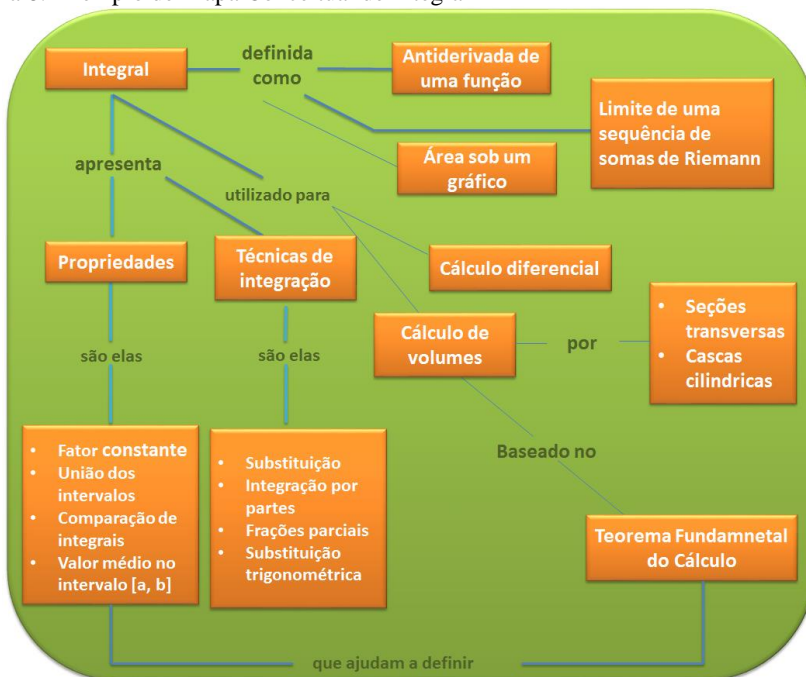 Integral
definida
como
Antiderivada de
uma função
Limite de uma
sequência de
somas de Riemann
Área sob um
gráfico
apresenta
utilizado para
Propriedades
Técnicas de
integração
Cálculo diferencial
Cálculo de
volumes
por
• Seções
transversas
• Cascas
cilindricas
são elas
são elas
Baseado no
• Fator constante
• União dos
intervalos
• Comparação de
integrais
• Valor médio no
intervalo [a, b]
• Substituição
• Integração por
partes
• Frações parciais
• Substituição
trigonométrica
Teorema Fundamnetal
do Cálculo
que ajudam a definir